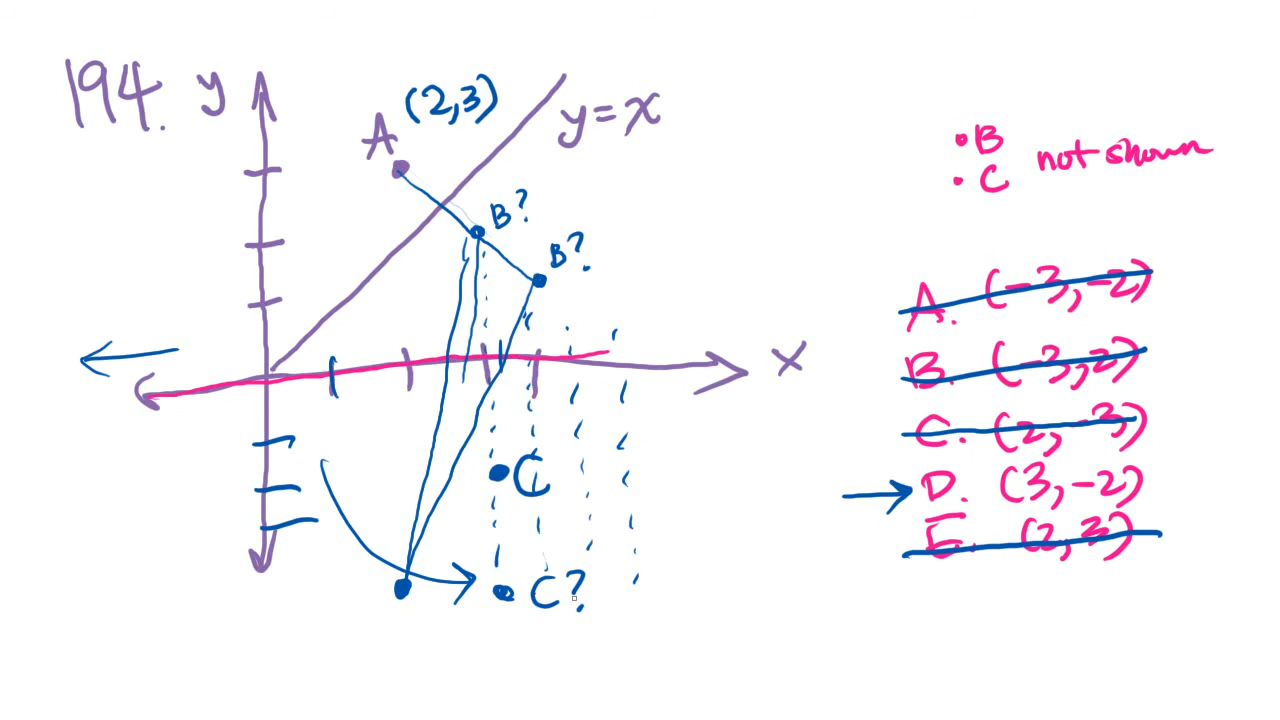 194.
y
(2,3)
A
y=x
B?
B?
x
C
C?
•B
•C
not shown
A. (-3,-2)
B. (-3,2)
C. (2,-3)
D. (3,-2)
E. (2,3)